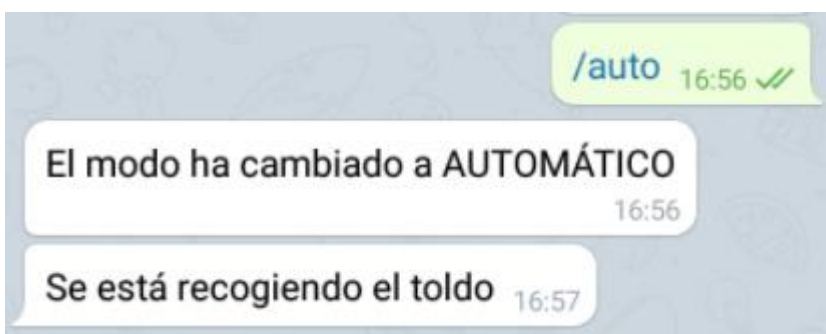 /auto 16:56
El modo ha cambiado a AUTOMÁTICO
16:56
Se está recogiendo el toldo 16:57